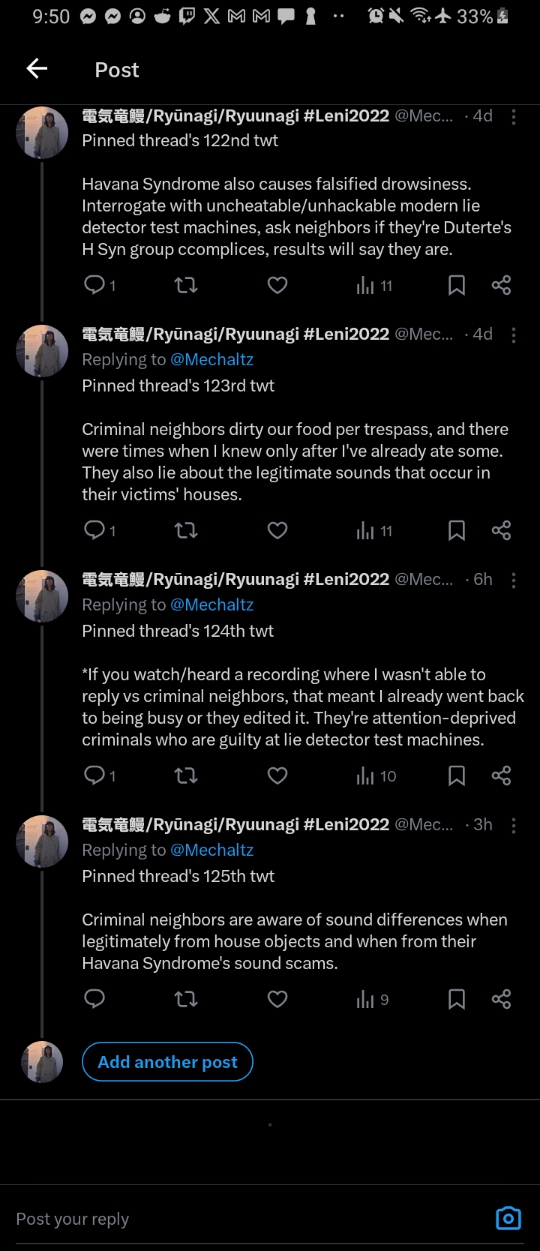 9:50
33%
Post
電気竜鰻/Ryūnagi/Ryuunagi #Leni2022 @Mec... · 4d
Pinned thread's 122nd twt
Havana Syndrome also causes falsified drowsiness.
Interrogate with uncheatable/unhackable modern lie
detector test machines, ask neighbors if they're Duterte's
H Syn group ccomplices, results will say they are.
1 11
電気竜鰻/Ryūnagi/Ryuunagi #Leni2022 @Mec... · 4d
Replying to @Mechaltz
Pinned thread's 123rd twt
Criminal neighbors dirty our food per trespass, and there
were times when I knew only after I've already ate some.
They also lie about the legitimate sounds that occur in
their victims' houses.
1 11
電気竜鰻/Ryūnagi/Ryuunagi #Leni2022 @Mec... · 6h
Replying to @Mechaltz
Pinned thread's 124th twt
*If you watch/heard a recording where I wasn't able to
reply vs criminal neighbors, that meant I already went back
to being busy or they edited it. They're attention-deprived
criminals who are guilty at lie detector test machines.
1 10
電気竜鰻/Ryūnagi/Ryuunagi #Leni2022 @Mec... · 3h
Replying to @Mechaltz
Pinned thread's 125th twt
Criminal neighbors are aware of sound differences when
legitimately from house objects and when from their
Havana Syndrome's sound scams.
9
Add another post
Post your reply